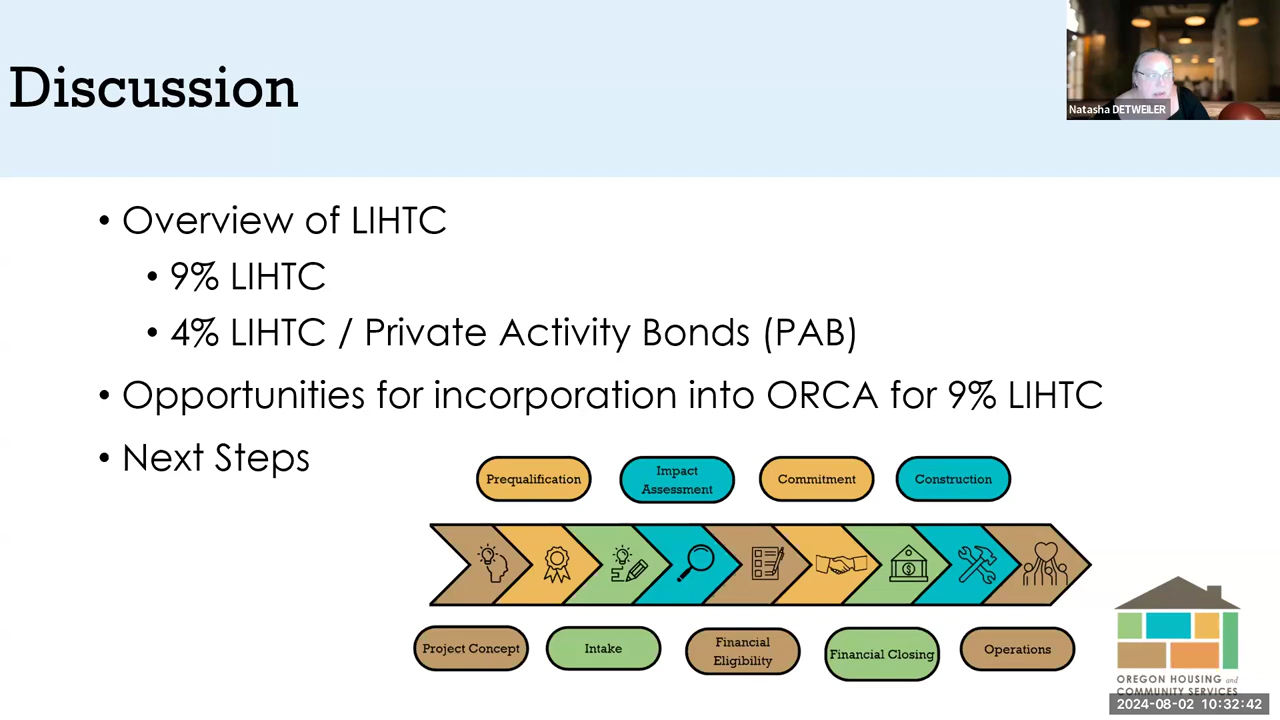 Discussion
Natasha DETWEILER
• Overview of LIHTC
• 9% LIHTC
• 4% LIHTC / Private Activity Bonds (PAB)
• Opportunities for incorporation into ORCA for 9% LIHTC
• Next Steps
Prequalification
Impact
Assessment
Commitment
Construction
$
Project Concept
Intake
Financial
Eligibility
Financial Closing
Operations
OREGON HOUSING and
COMMUNITY SERVICES
2024-08-02 10:32:42